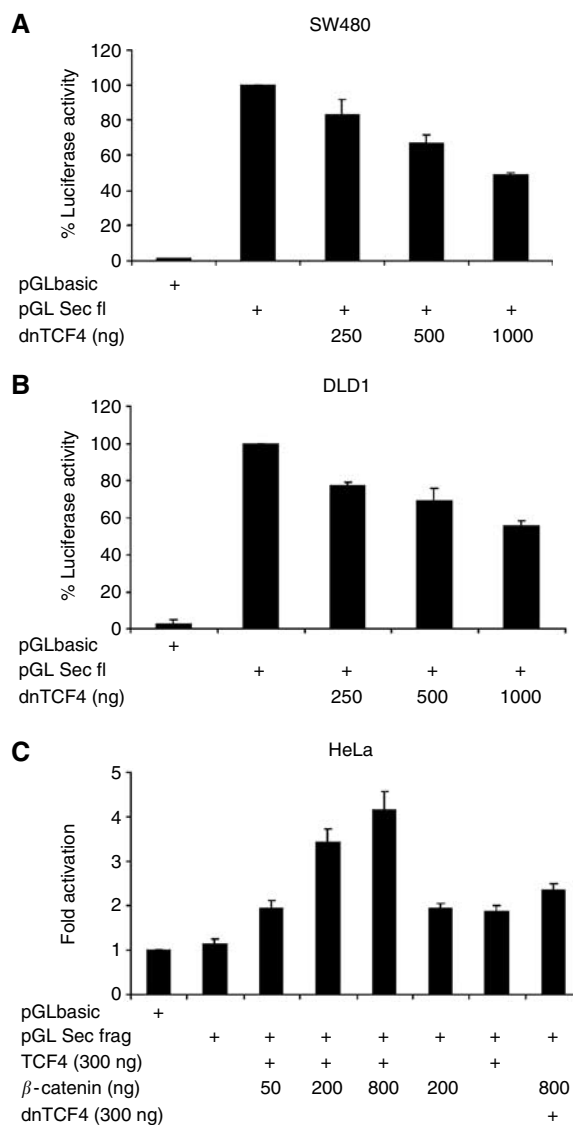 A
SW480
% Luciferase activity
120
100
80
60
40
20
0
pGLbasic +
pGL Sec fl + + + +
dnTCF4 (ng) 250 500 1000
B
DLD1
% Luciferase activity
120
100
80
60
40
20
0
pGLbasic +
pGL Sec fl + + + +
dnTCF4 (ng) 250 500 1000
C
HeLa
Fold activation
5
4
3
2
1
0
pGLbasic +
pGL Sec frag + + + + + + +
TCF4 (300 ng) + + + +
β-catenin (ng) 50 200 800 200 800
dnTCF4 (300 ng) +